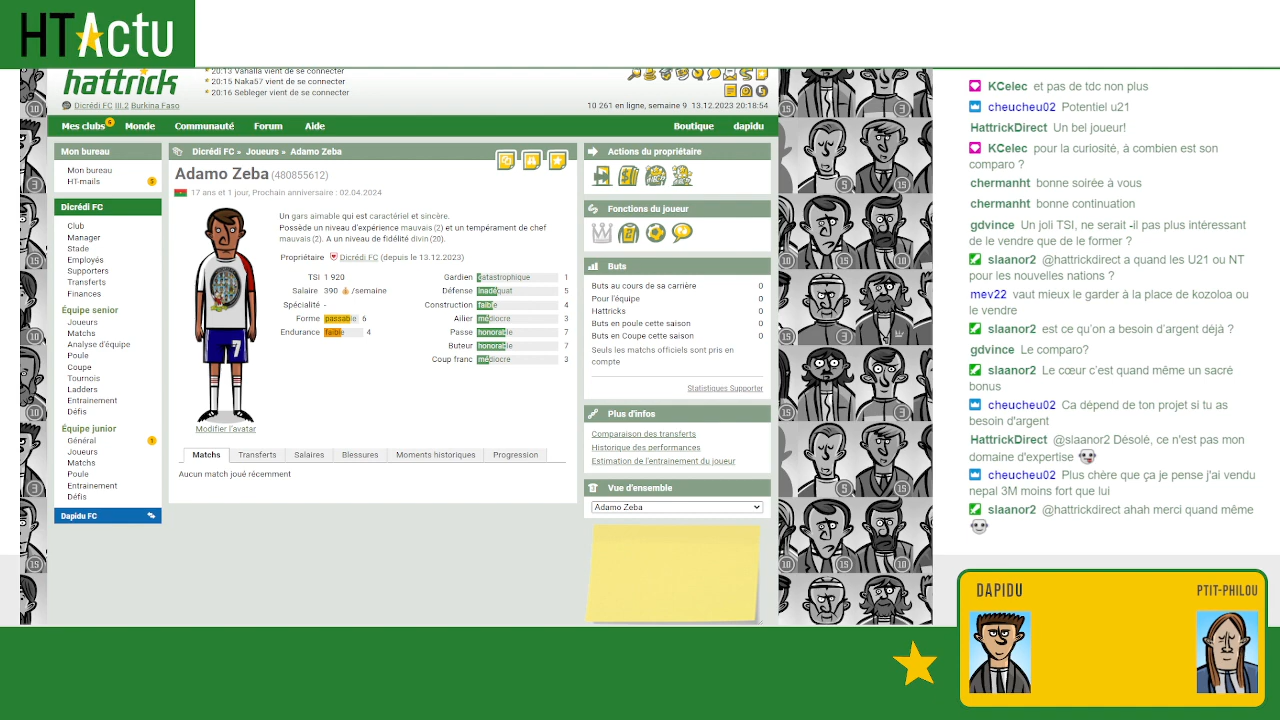 HTActu
hattrick
20:13 Vahalla vient de se connecter
20:15 Naka57 vient de se connecter
20:16 Sebleger vient de se connecter
Dicrédi FC III.2 Burkina Faso
10 261 en ligne, semaine 9 13.12.2023 20:18:54
Mes clubs 6 Monde Communauté Forum Aide Boutique dapidu
Mon bureau
Mon bureau
HT-mails 5
Dicrédi FC
Club
Manager
Stade
Employés
Supporters
Transferts
Finances
Équipe senior
Joueurs
Matchs
Analyse d'équipe
Poule
Coupe
Tournois
Ladders
Entrainement
Défis
Équipe junior
Général 1
Joueurs
Matchs
Poule
Entrainement
Défis
Dapidu FC
Dicrédi FC » Joueurs » Adamo Zeba
Adamo Zeba (480855612)
17 ans et 1 jour, Prochain anniversaire : 02.04.2024
Un gars aimable qui est caractériel et sincère.
Possède un niveau d'expérience mauvais (2) et un tempérament de chef
mauvais (2). A un niveau de fidélité divin (20).
Propriétaire Dicrédi FC (depuis le 13.12.2023)
TSI 1 920
Salaire 390 /semaine
Spécialité -
Forme passable 6
Endurance faible 4
Gardien catastrophique 1
Défense inadéquat 5
Construction faible 4
Ailier médiocre 3
Passe honorable 7
Buteur honorable 7
Coup franc médiocre 3
7
Modifier l'avatar
Matchs Transferts Salaires Blessures Moments historiques Progression
Aucun match joué récemment
Actions du propriétaire
Fonctions du joueur
Buts
Buts au cours de sa carrière 0
Pour l'équipe 0
Hattricks 0
Buts en poule cette saison 0
Buts en Coupe cette saison 0
Seuls les matchs officiels sont pris en
compte
Statistiques Supporter
Plus d'infos
Comparaison des transferts
Historique des performances
Estimation de l'entrainement du joueur
Vue d'ensemble
Adamo Zeba
KCelec et pas de tdc non plus
cheucheu02 Potentiel u21
HattrickDirect Un bel joueur!
KCelec pour la curiosité, à combien est son
comparo ?
chermanht bonne soirée à vous
chermanht bonne continuation
gdvince Un joli TSI, ne serait -il pas plus intéressant
de le vendre que de le former ?
slaanor2 @hattrickdirect a quand les U21 ou NT
pour les nouvelles nations ?
mev22 vaut mieux le garder à la place de kozoloa ou
le vendre
slaanor2 est ce qu'on a besoin d'argent déjà ?
gdvince Le comparo?
slaanor2 Le cœur c'est quand même un sacré
bonus
cheucheu02 Ca dépend de ton projet si tu as
besoin d'argent
HattrickDirect @slaanor2 Désolé, ce n'est pas mon
domaine d'expertise
cheucheu02 Plus chère que ça je pense j'ai vendu
nepal 3M moins fort que lui
slaanor2 @hattrickdirect ahah merci quand même
DAPIDU
PTIT-PHILOU